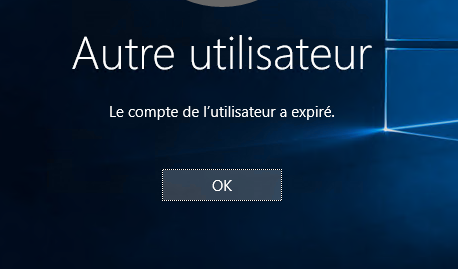 Autre utilisateur
Le compte de l'utilisateur a expiré.
OK